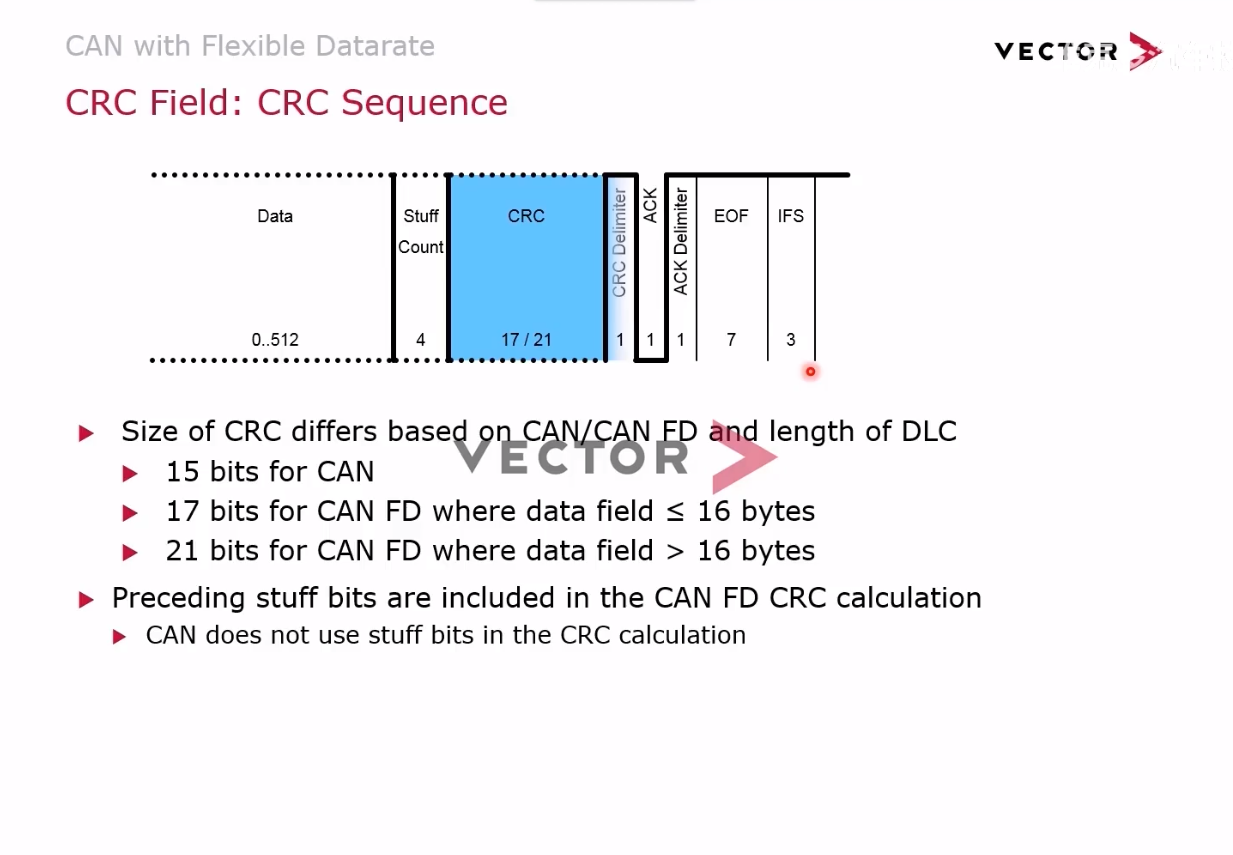 CAN with Flexible Datarate
VECTOR
CRC Field: CRC Sequence
Data
Stuff
Count
CRC
CRC Delimiter
ACK
ACK Delimiter
EOF
IFS
0..512
4
17 / 21
1
1
1
7
3
Size of CRC differs based on CAN/CAN FD and length of DLC
VECTOR
15 bits for CAN
17 bits for CAN FD where data field ≤ 16 bytes
21 bits for CAN FD where data field > 16 bytes
Preceding stuff bits are included in the CAN FD CRC calculation
CAN does not use stuff bits in the CRC calculation